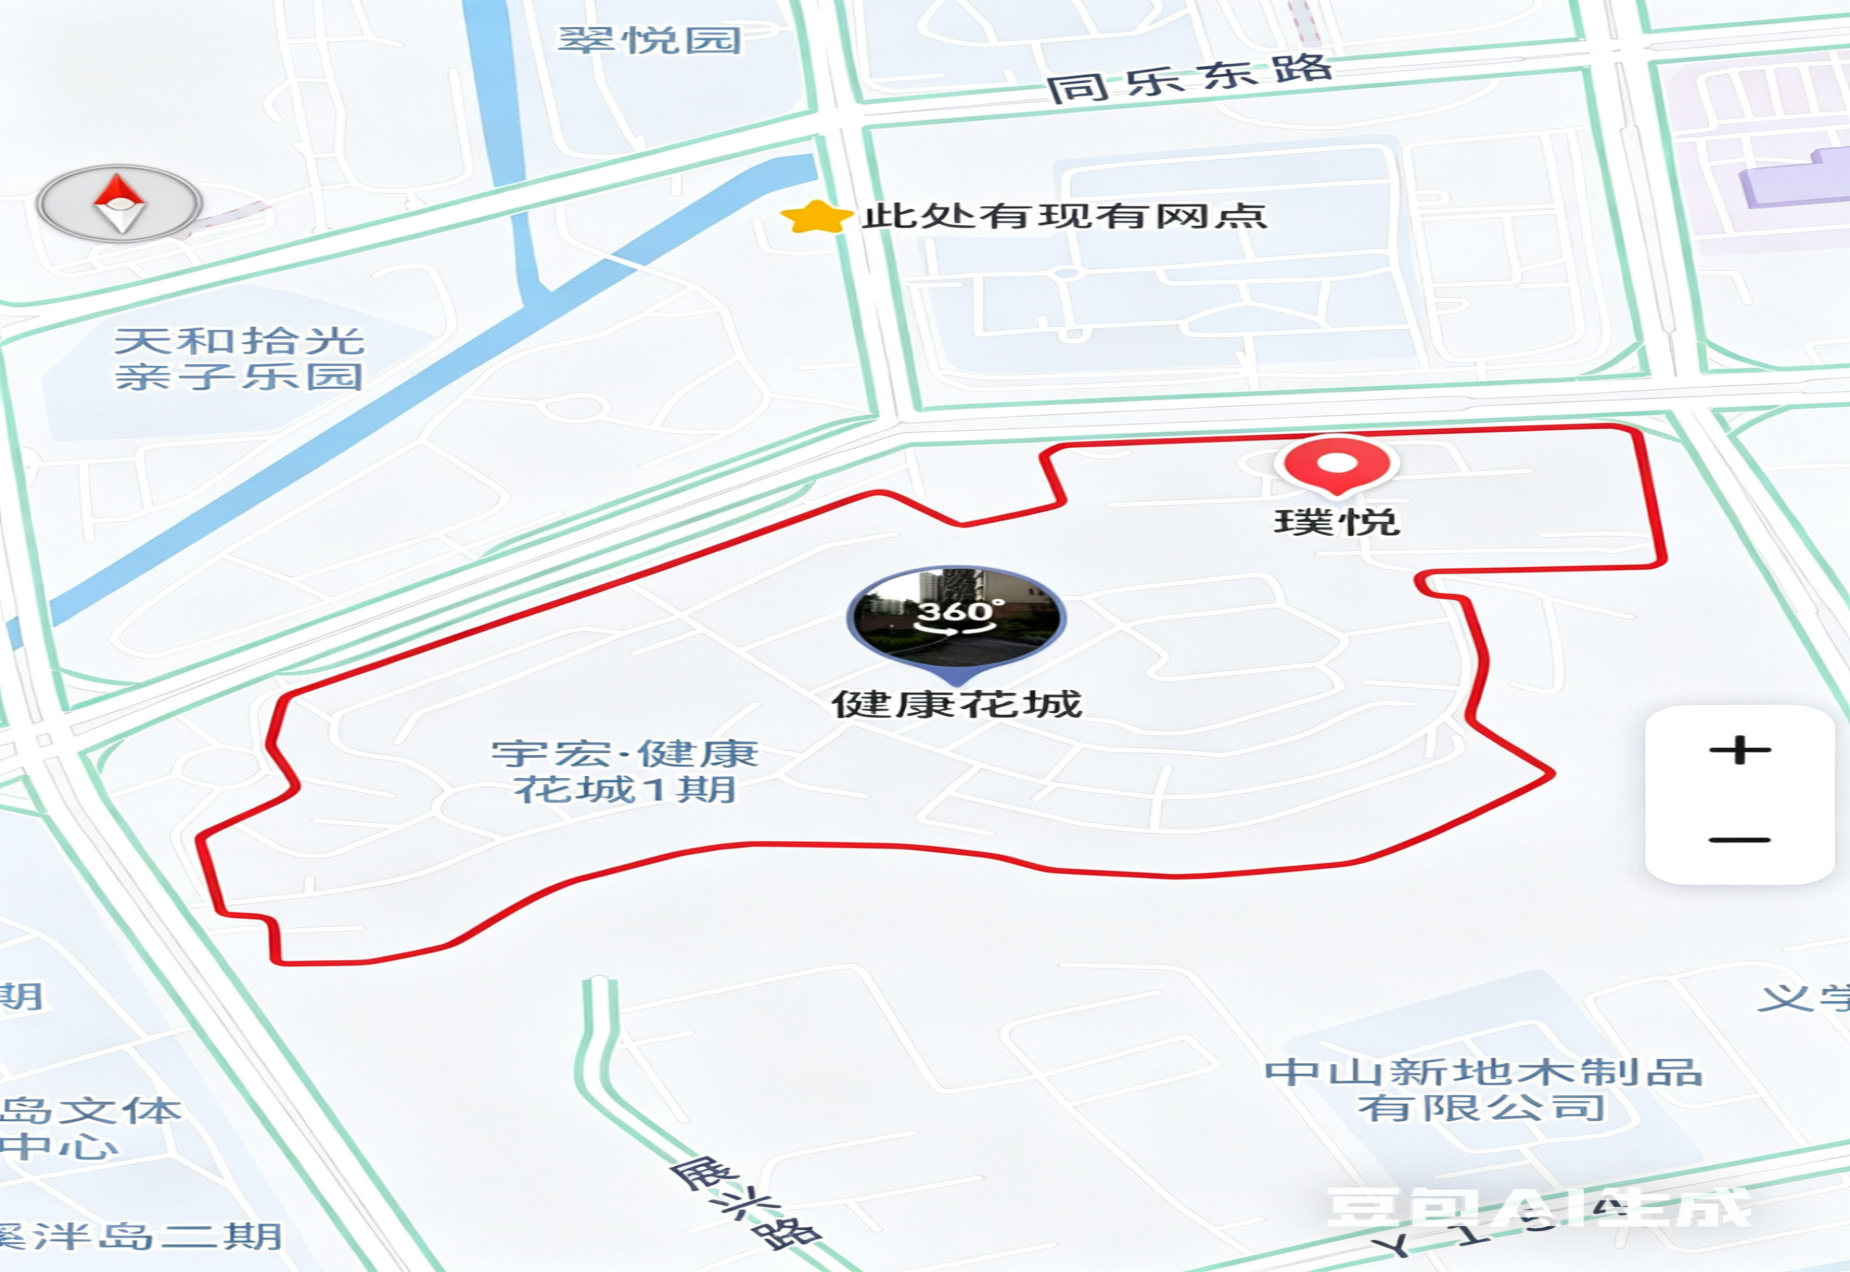 翠悦园
同乐东路
此处有现有网点
天和拾光
亲子乐园
璞悦
360°
健康花城
宇宏·健康
花城1期
期
义学
中山新地木制品
有限公司
岛文体
中心
展兴路
溪泮岛二期
豆包AI生成